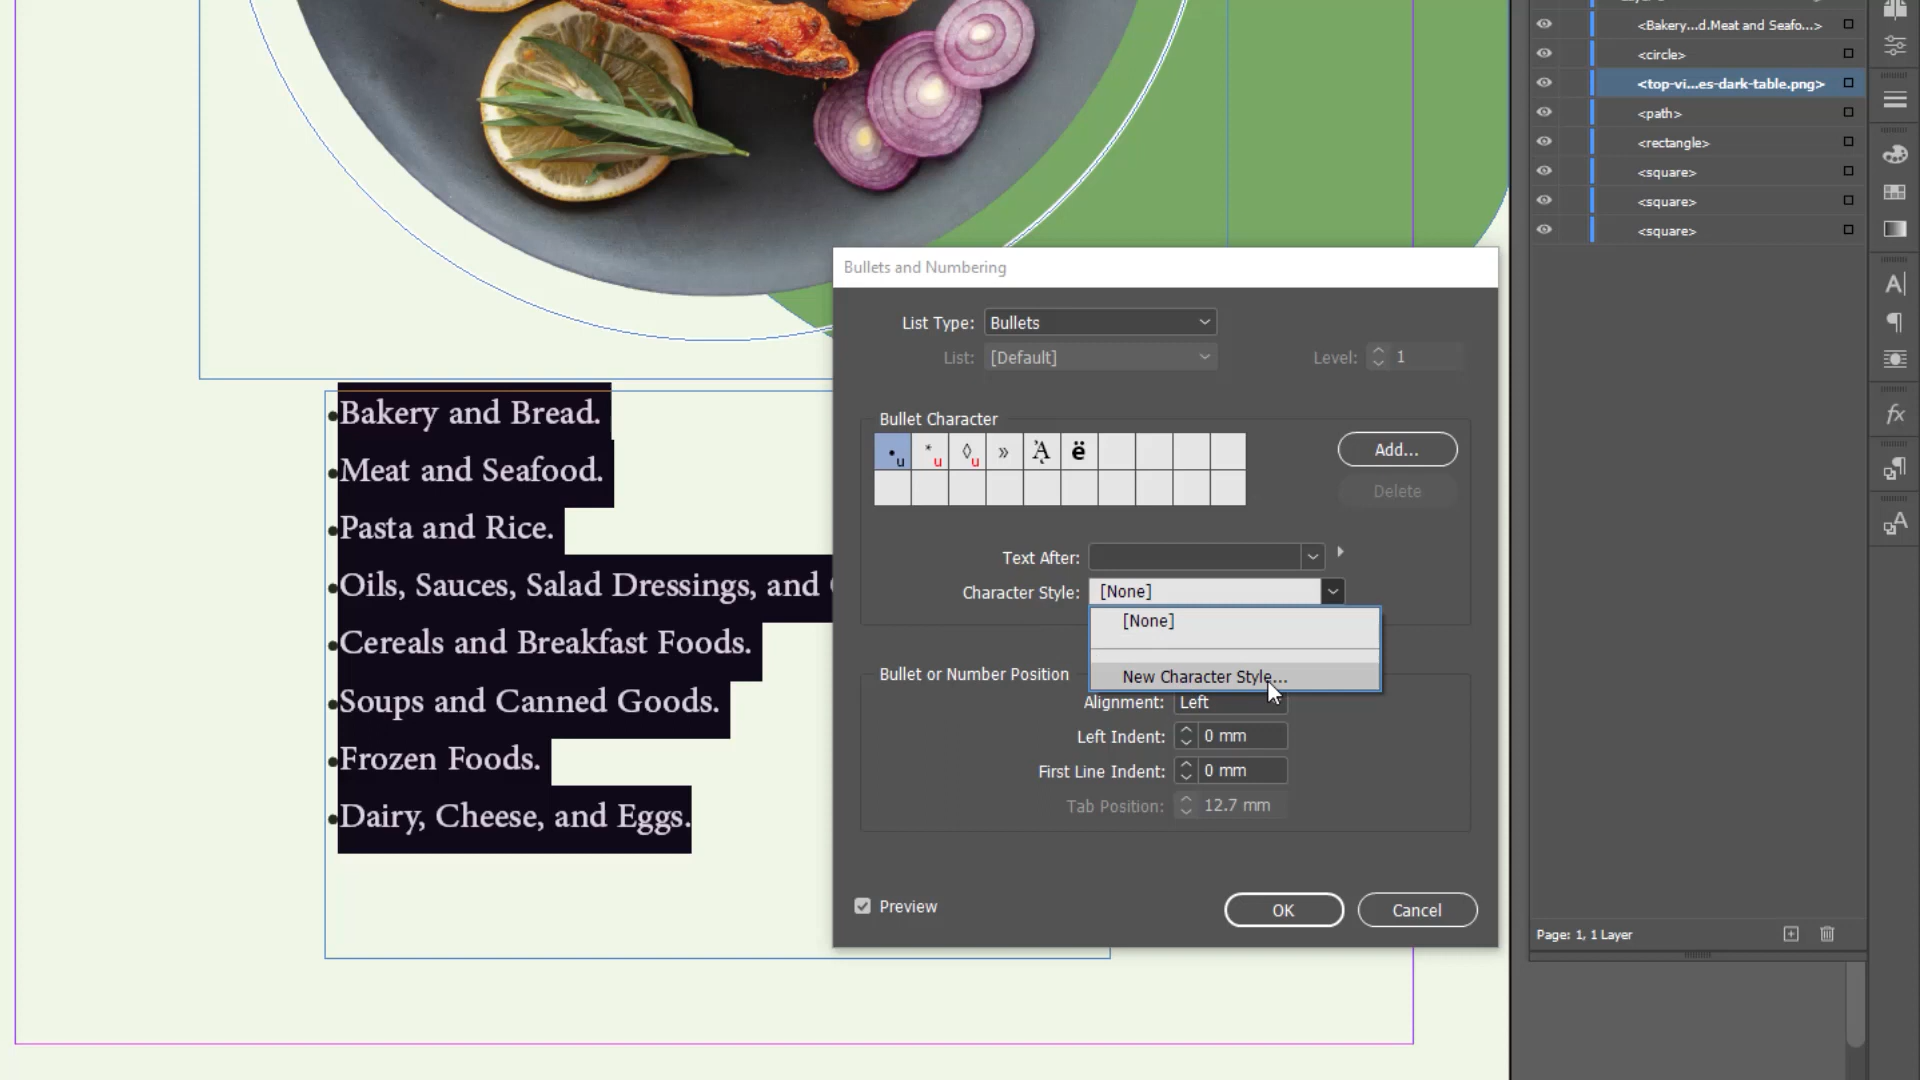 <Bakery...d.Meat and Seafo...>
<circle>
<top-vi...es-dark-table.png>
<path>
<rectangle>
<square>
<square>
<square>
Bullets and Numbering
List Type: Bullets
List: [Default] Level: 1
Bullet Character
•u *u ◊u » ë
Add...
Delete
Text After:
Character Style: [None]
[None]
New Character Style...
Bullet or Number Position
Alignment: Left
Left Indent: 0 mm
First Line Indent: 0 mm
Tab Position: 12.7 mm
Preview
OK Cancel
•Bakery and Bread.
•Meat and Seafood.
•Pasta and Rice.
•Oils, Sauces, Salad Dressings, and
•Cereals and Breakfast Foods.
•Soups and Canned Goods.
•Frozen Foods.
•Dairy, Cheese, and Eggs.
Page: 1, 1 Layer
A
¶
fx
¶
A